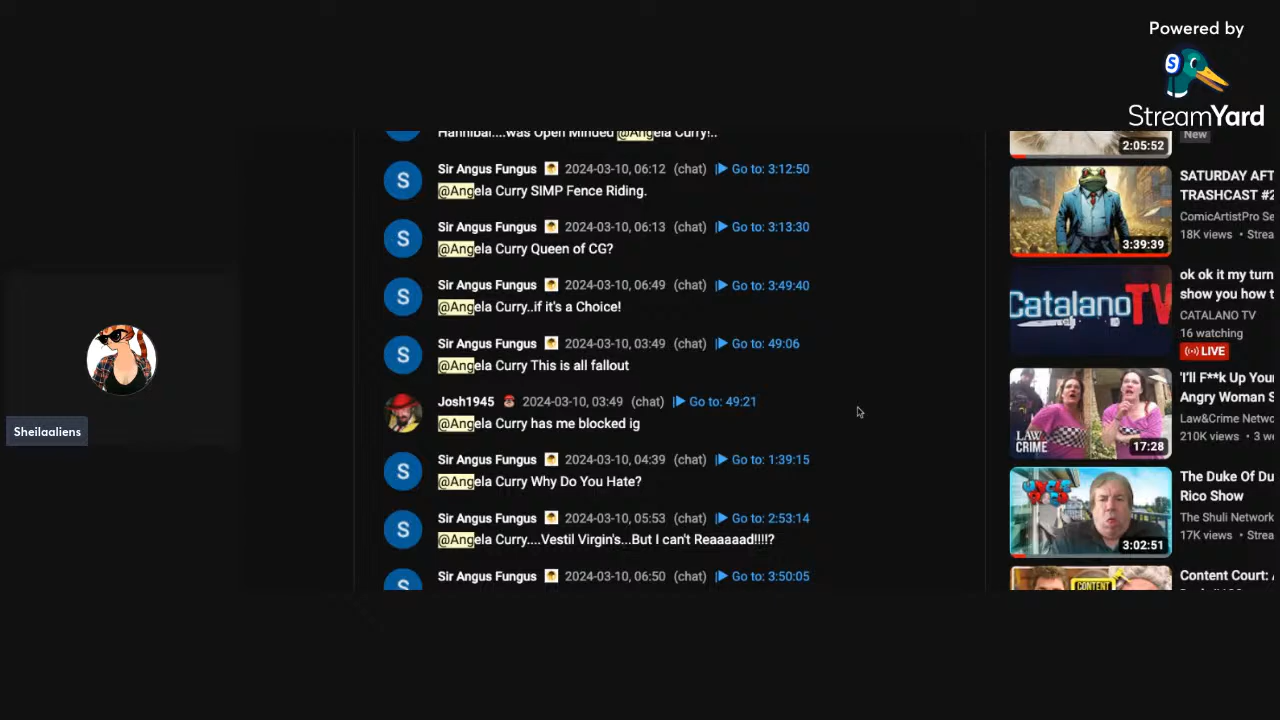 Powered by
StreamYard
Hannibal....was Open Minded @Angela Curry!..
Sir Angus Fungus 2024-03-10, 06:12 (chat) Go to: 3:12:50
@Angela Curry SIMP Fence Riding.
Sir Angus Fungus 2024-03-10, 06:13 (chat) Go to: 3:13:30
@Angela Curry Queen of CG?
Sir Angus Fungus 2024-03-10, 06:49 (chat) Go to: 3:49:40
@Angela Curry..if it's a Choice!
Sir Angus Fungus 2024-03-10, 03:49 (chat) Go to: 49:06
@Angela Curry This is all fallout
Josh1945 2024-03-10, 03:49 (chat) Go to: 49:21
@Angela Curry has me blocked ig
Sir Angus Fungus 2024-03-10, 04:39 (chat) Go to: 1:39:15
@Angela Curry Why Do You Hate?
Sir Angus Fungus 2024-03-10, 05:53 (chat) Go to: 2:53:14
@Angela Curry....Vestil Virgin's...But I can't Reaaaaad!!!!?
Sir Angus Fungus 2024-03-10, 06:50 (chat) Go to: 3:50:05
S
S
S
S
S
S
S
Sheilaaliens
New
2:05:52
SATURDAY AFT
TRASHCAST #2
ComicArtistPro Se
18K views • Strea
3:39:39
ok ok it my turn
show you how t
CATALANO TV
16 watching
LIVE
Catalano TV
'I'll F**k Up Your
Angry Woman S
Law&Crime Netwo
210K views • 3 we
LAW
CRIME
17:28
The Duke Of Du
Rico Show
The Shuli Network
17K views • Strea
3:02:51
Content Court: A
CONTENT